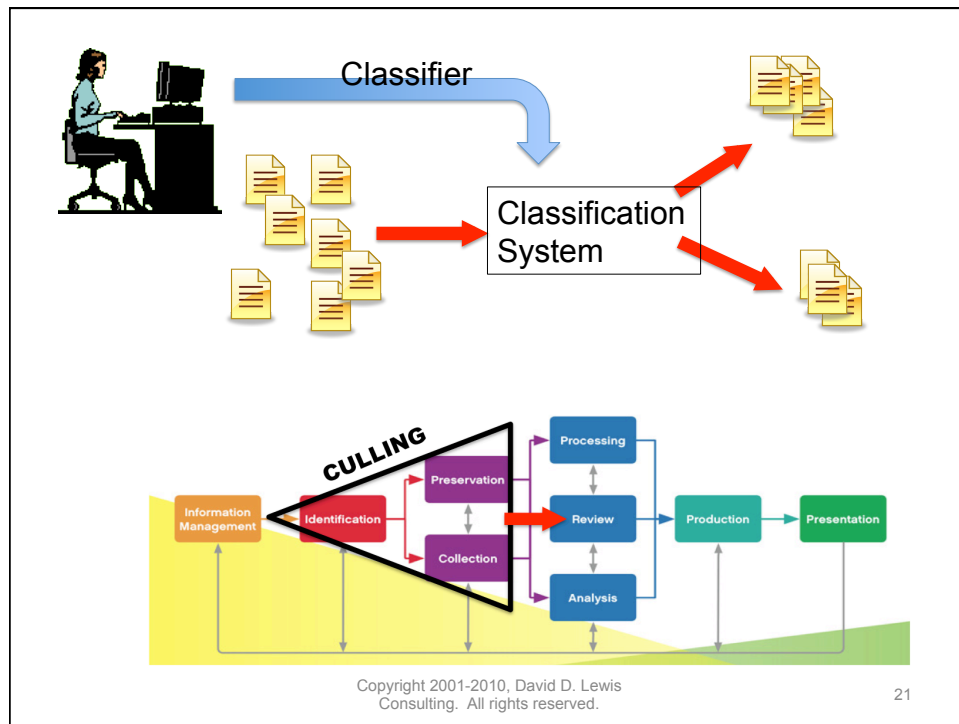 Classifier
Classification
System
CULLING
Processing
Preservation
Information
Management
Identification
Review
Production
Presentation
Collection
Analysis
Copyright 2001-2010, David D. Lewis
Consulting.  All rights reserved.
21